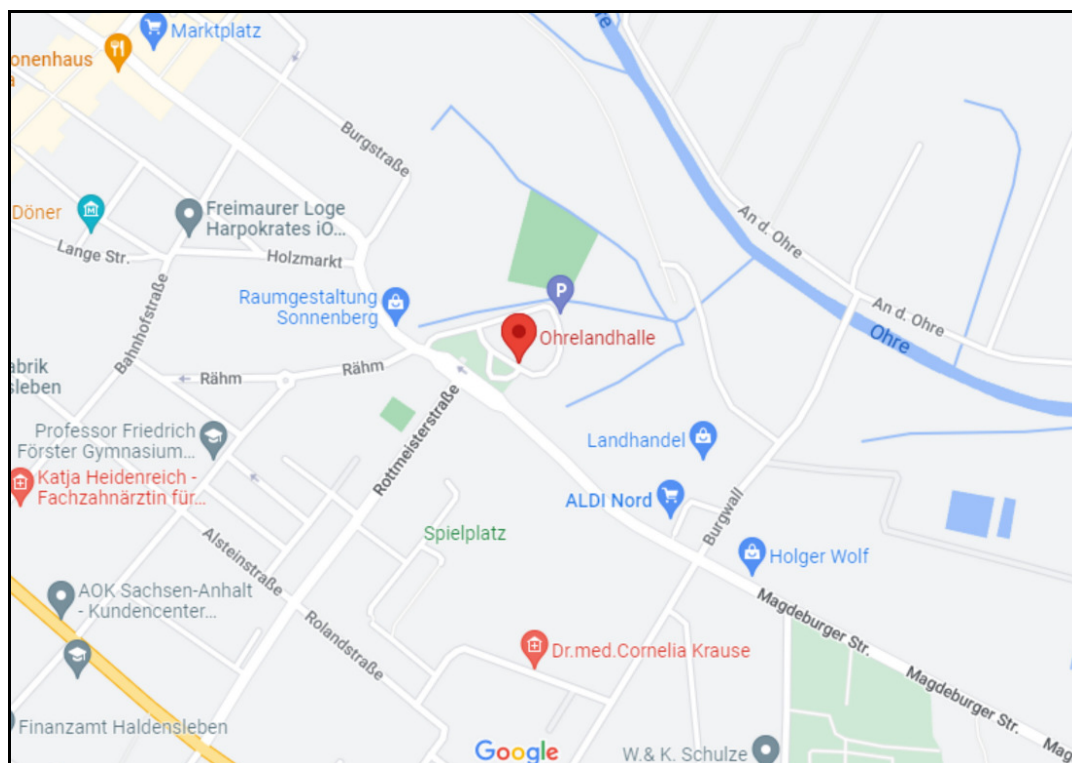 Ohre
Marktplatz
onenhaus
a
Burgstraße
Döner
Freimaurer Loge
Harpokrates iO...
An d. Ohre
Lange Str.
Holzmarkt
Raumgestaltung
Sonnenberg
P
An d. Ohre
Ohre
Bahnhofstraße
Ohrelandhalle
abrik
sleben
Rähm
Rähm
Rottmeisterstraße
Professor Friedrich
Förster Gymnasium...
Landhandel
Katja Heidenreich -
Fachzahnärztin für...
ALDI Nord
Burgwall
Spielplatz
Alsteinstraße
Holger Wolf
AOK Sachsen-Anhalt
- Kundencenter...
Magdeburger Str.
Rolandstraße
Dr.med.Cornelia Krause
Magdeburger Str.
Finanzamt Haldensleben
Google
W.& K. Schulze
Mag